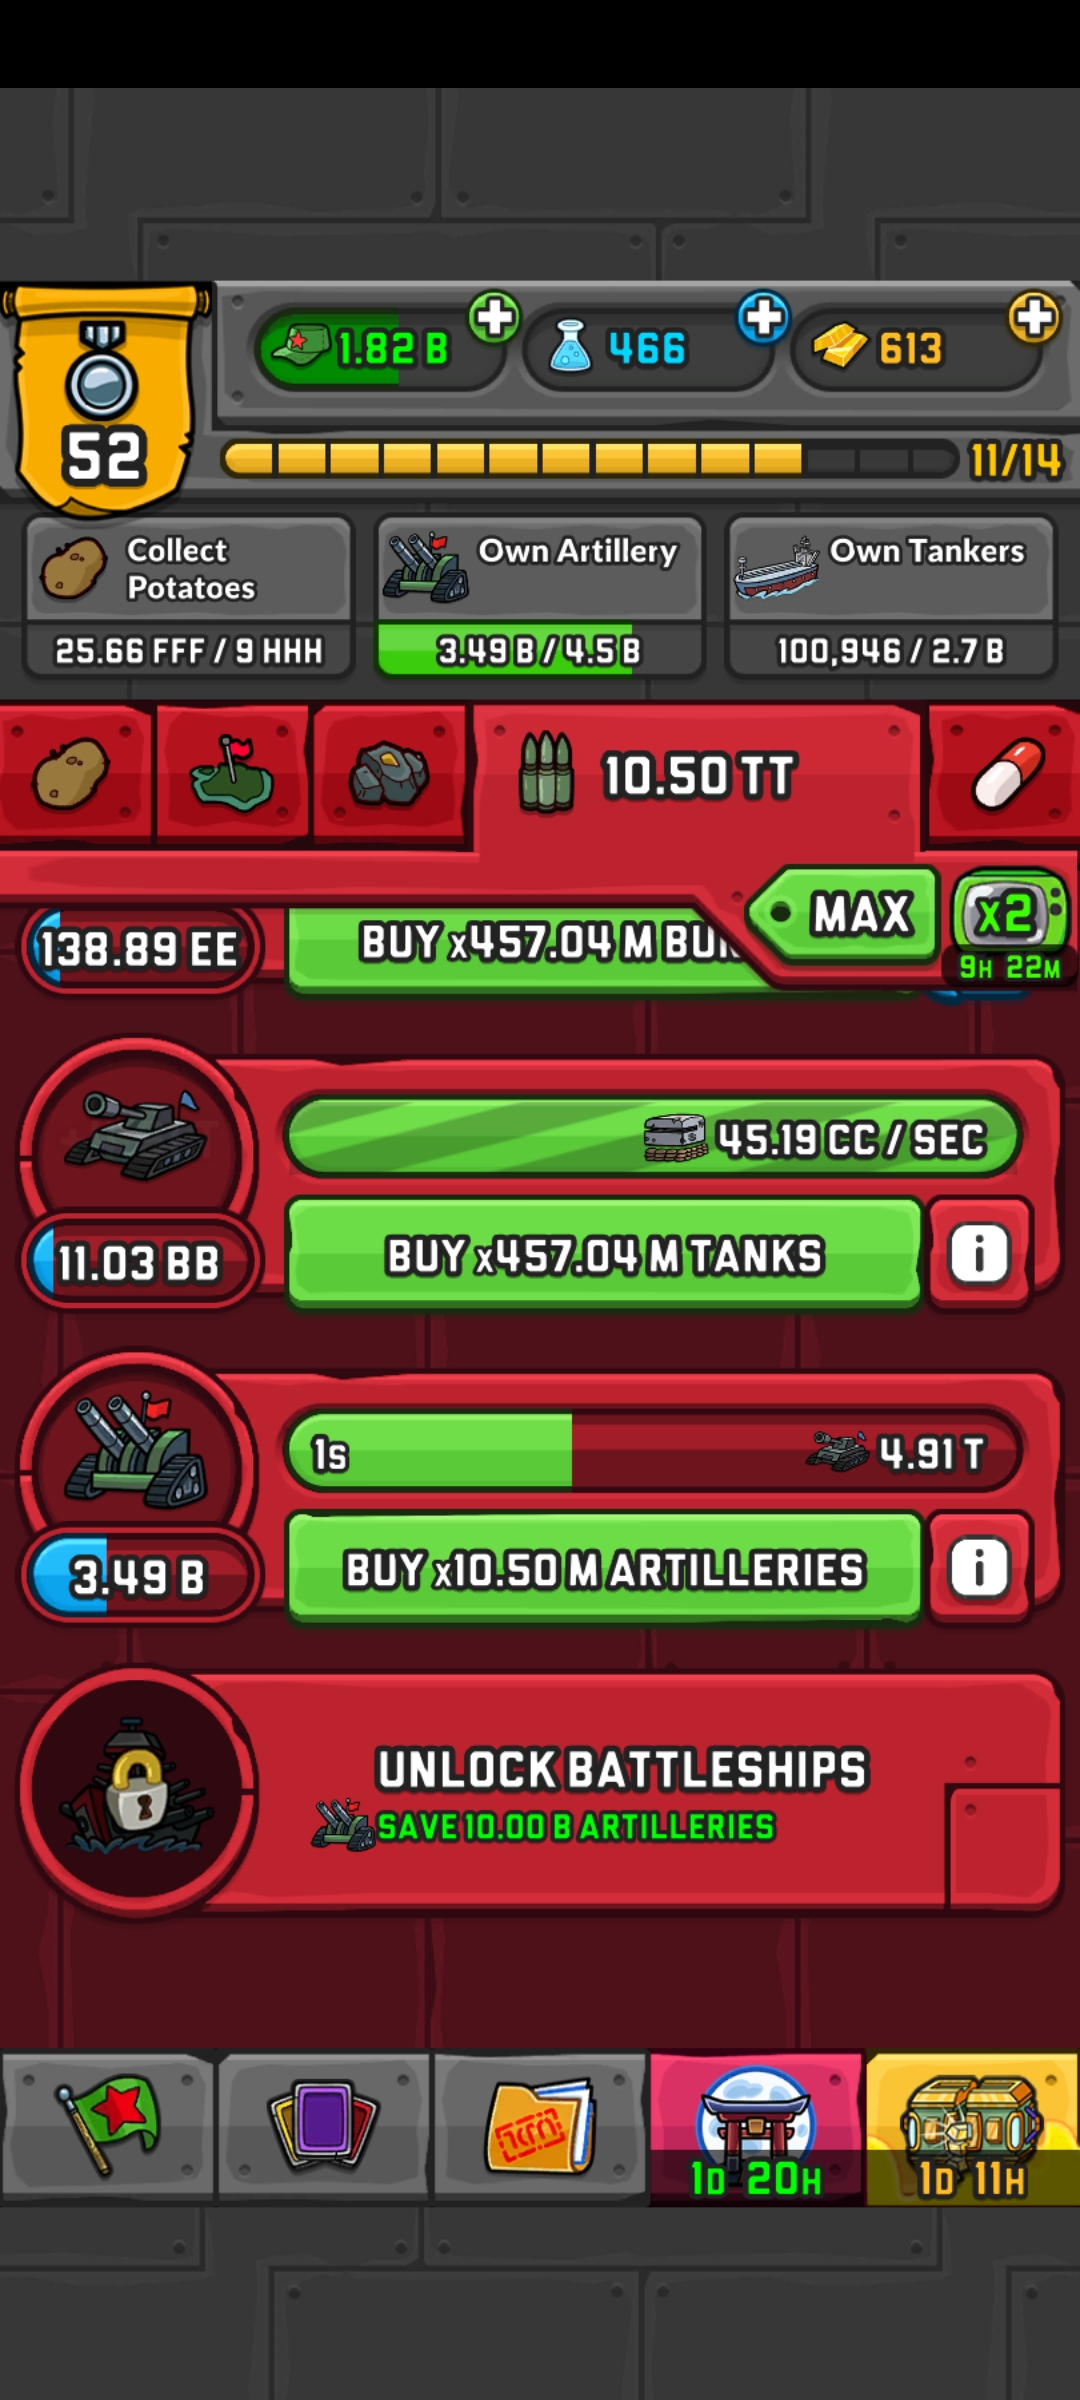 1.82 B
466
613
52
11/14
Collect Potatoes
25.66 FFF / 9 HHH
Own Artillery
3.49 B / 4.5 B
Own Tankers
100,946 / 2.7 B
10.50 TT
MAX
x2
9H 22M
138.89 EE
BUY x457.04 M
45.19 CC / SEC
11.03 BB
BUY x457.04 M TANKS
i
1s
4.91 T
3.49 B
BUY x10.50 M ARTILLERIES
i
UNLOCK BATTLESHIPS
SAVE 10.00 B ARTILLERIES
1D 20H
1D 11H